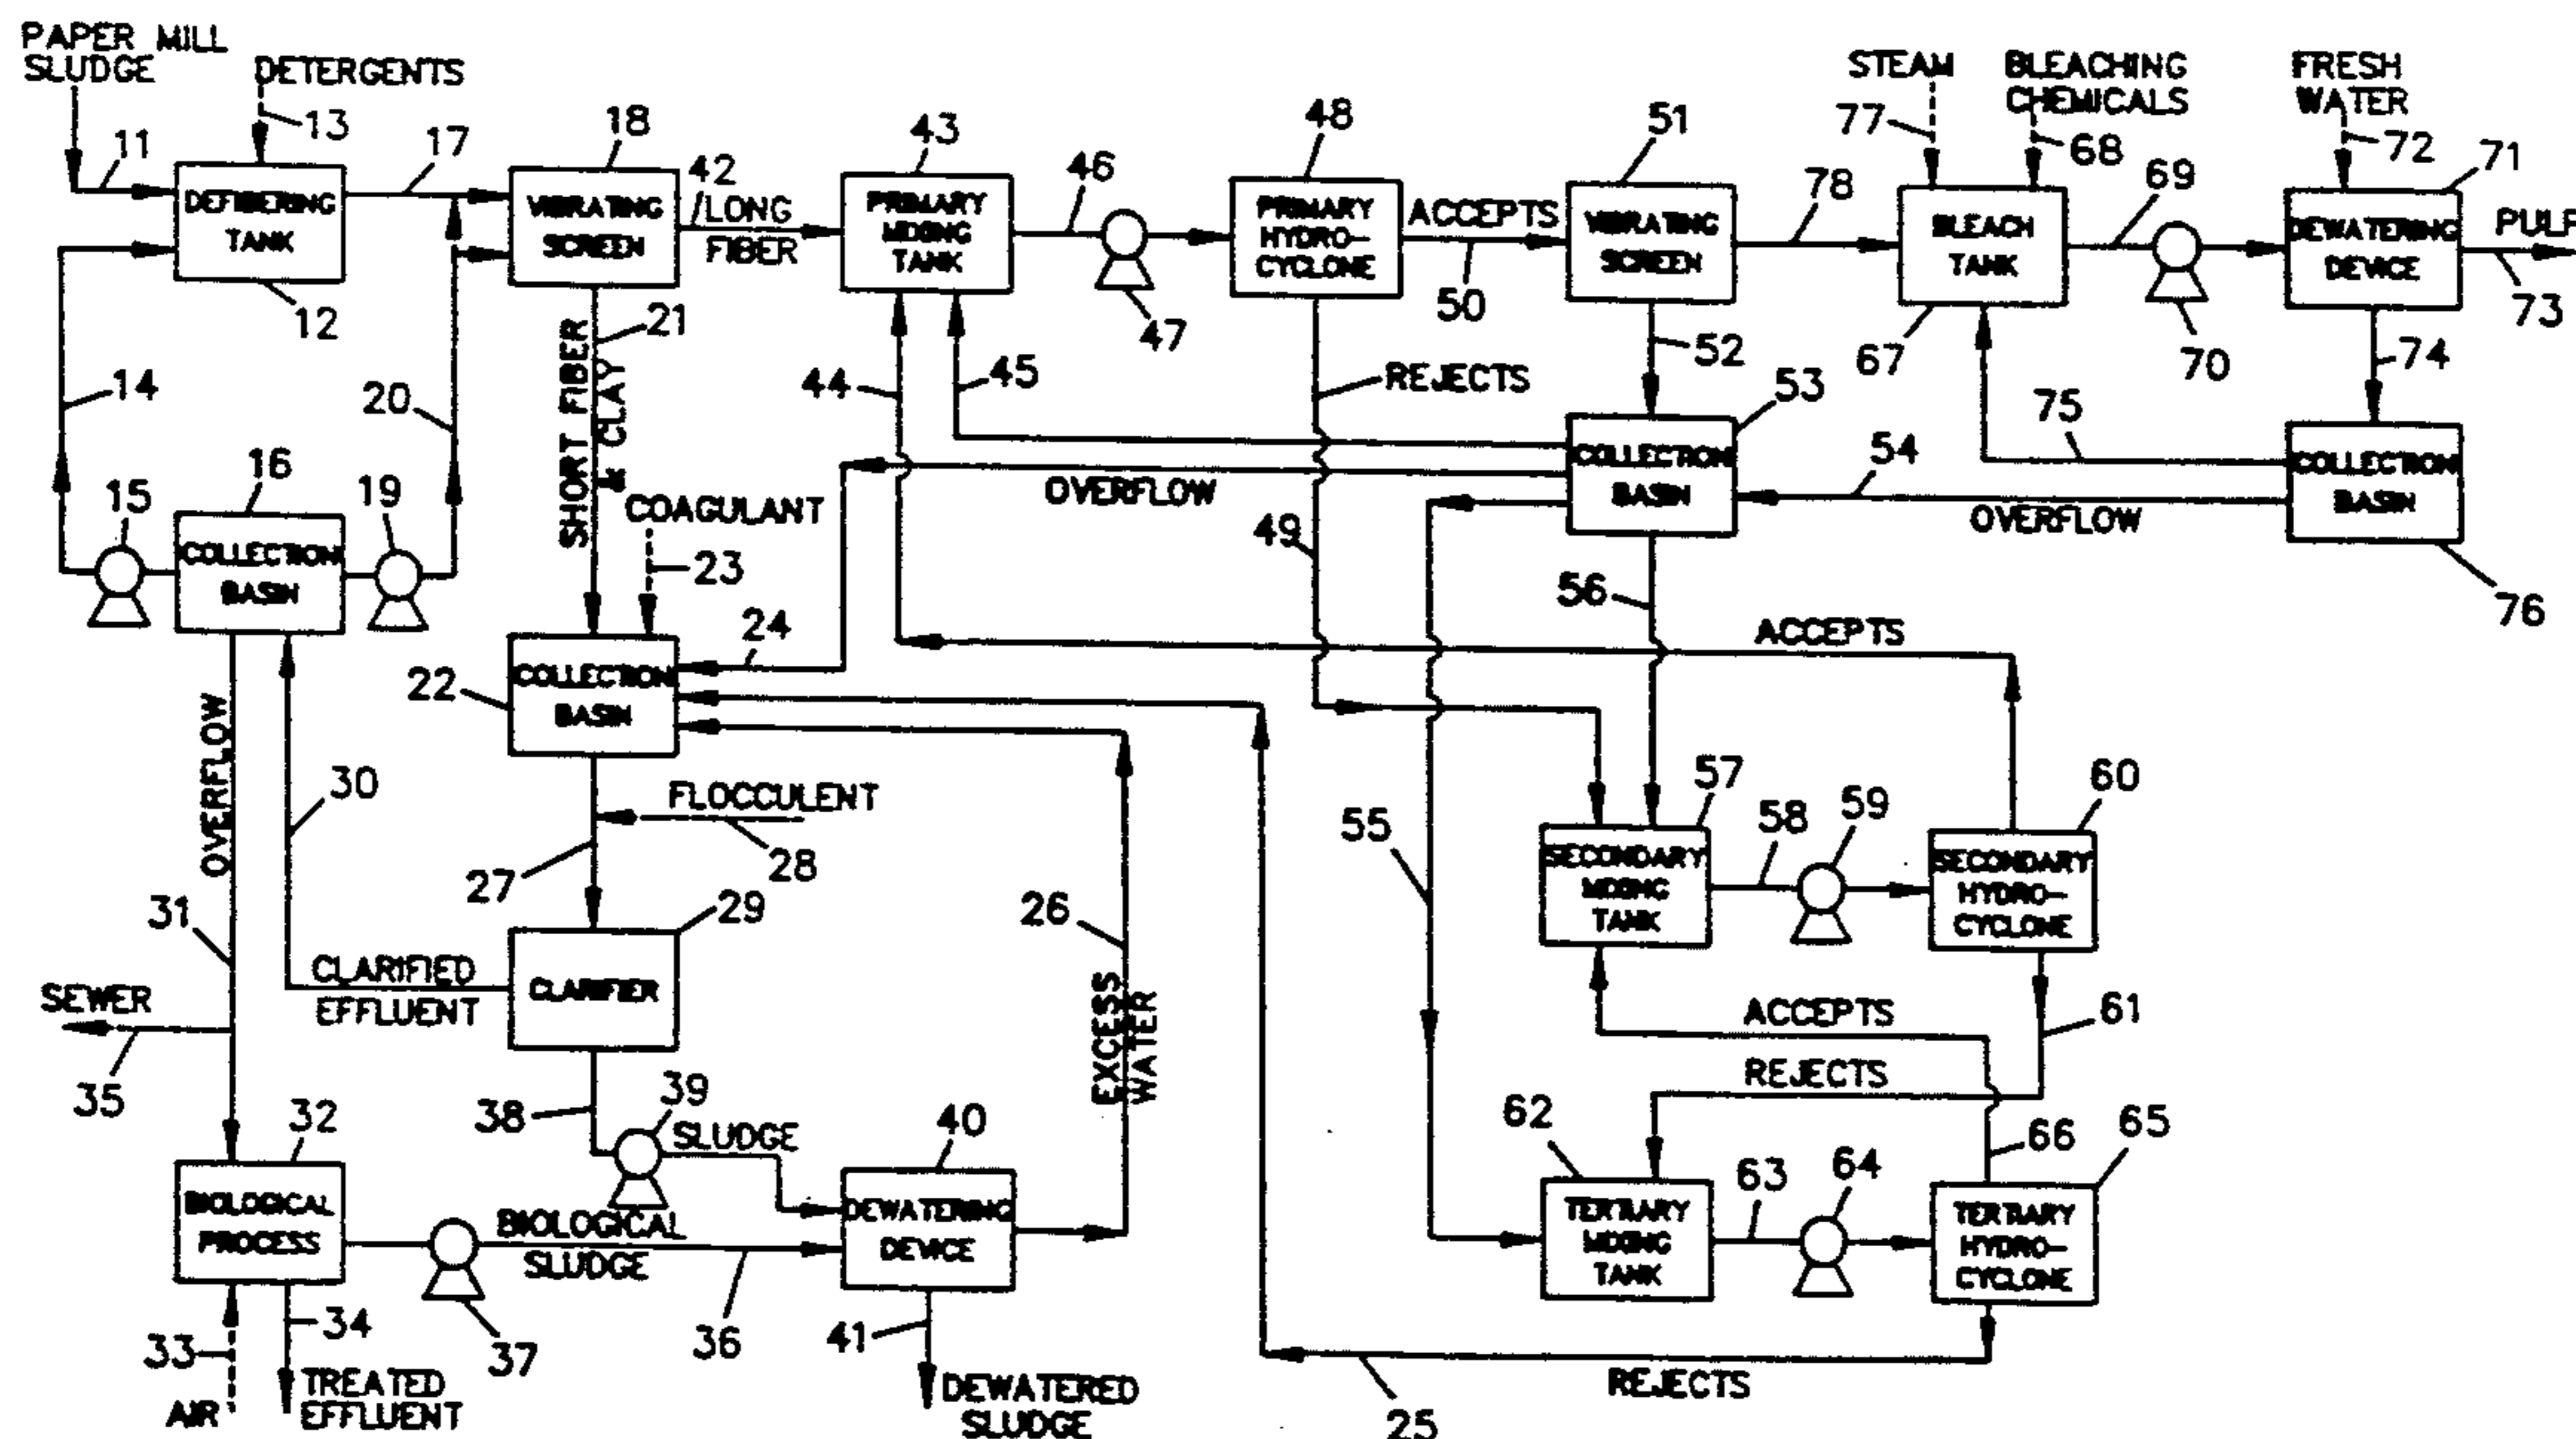 PAPER MILL
SLUDGE
11
DETERGENTS
13
DEFIBERING
TANK
12
17
14
15
16
COLLECTION
BASIN
19
20
18
VIBRATING
SCREEN
42
LONG
FIBER
21
SHORT FIBER
& CLAY
COAGULANT
23
22
COLLECTION
BASIN
24
OVERFLOW
30
31
27
FLOCCULENT
28
29
CLARIFIER
CLARIFIED
EFFLUENT
SEWER
35
32
BIOLOGICAL
PROCESS
33
AIR
34
TREATED
EFFLUENT
37
BIOLOGICAL
SLUDGE
36
38
39
SLUDGE
40
DEWATERING
DEVICE
41
DEWATERED
SLUDGE
26
EXCESS
WATER
43
PRIMARY
MIXING
TANK
44
45
46
47
48
PRIMARY
HYDRO-
CYCLONE
ACCEPTS
50
REJECTS
49
51
VIBRATING
SCREEN
52
53
COLLECTION
BASIN
OVERFLOW
54
OVERFLOW
55
56
78
STEAM
77
BLEACHING
CHEMICALS
68
BLEACH
TANK
67
69
70
FRESH
WATER
72
71
DEWATERING
DEVICE
PULP
73
74
75
COLLECTION
BASIN
76
ACCEPTS
57
SECONDARY
MIXING
TANK
58
59
60
SECONDARY
HYDRO-
CYCLONE
61
ACCEPTS
REJECTS
62
TERTIARY
MIXING
TANK
63
64
66
65
TERTIARY
HYDRO-
CYCLONE
REJECTS
25